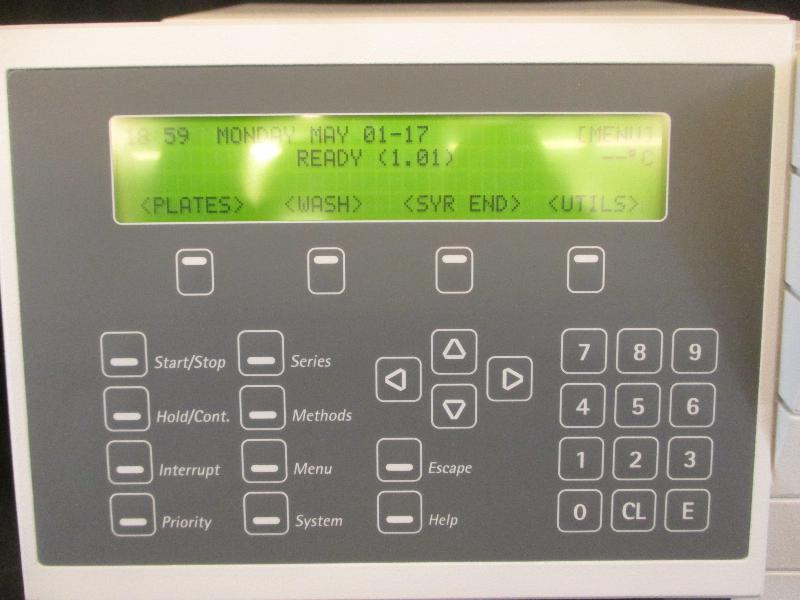 18 59 MONDAY MAY 01-17 [MENU]
READY (1.01) --°C
<PLATES> <WASH> <SYR END> <UTILS>
Start/Stop Series
Hold/Cont. Methods
Interrupt Menu Escape
Priority System Help
7 8 9
4 5 6
1 2 3
0 CL E